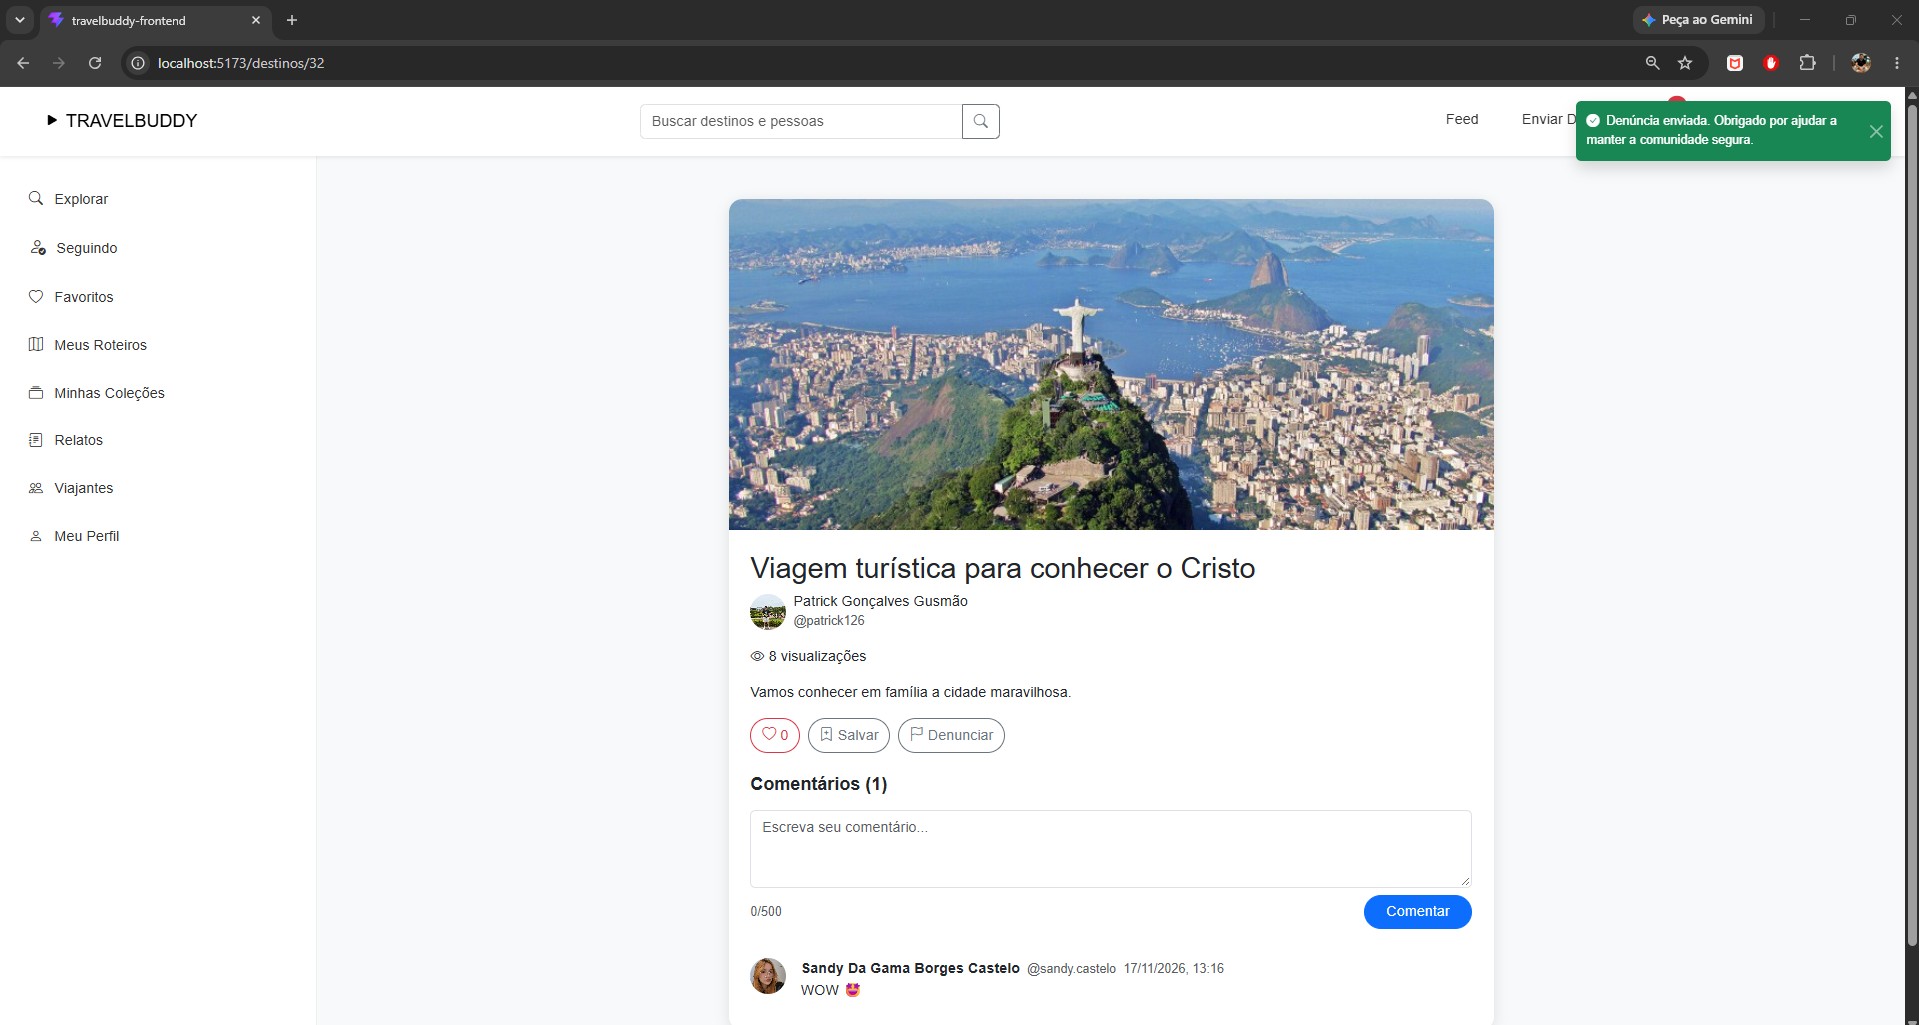 travelbuddy-frontend
Peça ao Gemini
localhost:5173/destinos/32
TRAVELBUDDY
Buscar destinos e pessoas
Feed
Enviar D
Denúncia enviada. Obrigado por ajudar a
manter a comunidade segura.
Explorar
Seguindo
Favoritos
Meus Roteiros
Minhas Coleções
Relatos
Viajantes
Meu Perfil
Viagem turística para conhecer o Cristo
Patrick Gonçalves Gusmão
@patrick126
8 visualizações
Vamos conhecer em família a cidade maravilhosa.
0
Salvar
Denunciar
Comentários (1)
Escreva seu comentário...
0/500
Comentar
Sandy Da Gama Borges Castelo @sandy.castelo 17/11/2026, 13:16
WOW 🤩